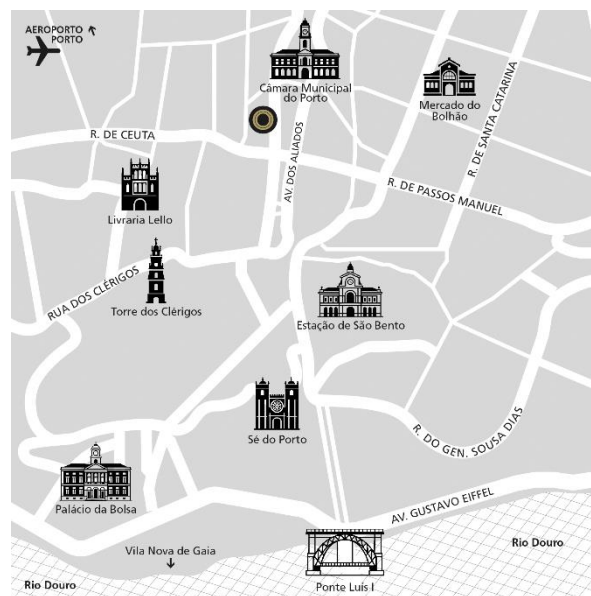 AEROPORTO
PORTO
Câmara Municipal
do Porto
Mercado do
Bolhão
R. DE SANTA CATARINA
R. DE CEUTA
AV. DOS ALIADOS
R. DE PASSOS MANUEL
Livraria Lello
RUA DOS CLÉRIGOS
Torre dos Clérigos
Estação de São Bento
Sé do Porto
R. DO GEN. SOUSA DIAS
Palácio da Bolsa
AV. GUSTAVO EIFFEL
Vila Nova de Gaia
Rio Douro
Rio Douro
Ponte Luís I